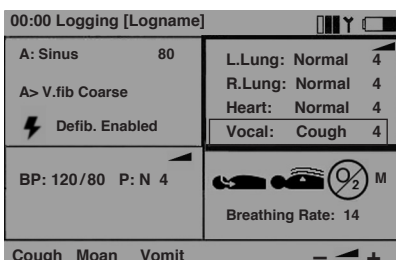 00:00 Logging [Logname]
A: Sinus 80
A> V.fib Coarse
Defib. Enabled
L.Lung: Normal 4
R.Lung: Normal 4
Heart: Normal 4
Vocal: Cough 4
BP: 120/80 P: N 4
O2 M
Breathing Rate: 14
Cough Moan Vomit
− +